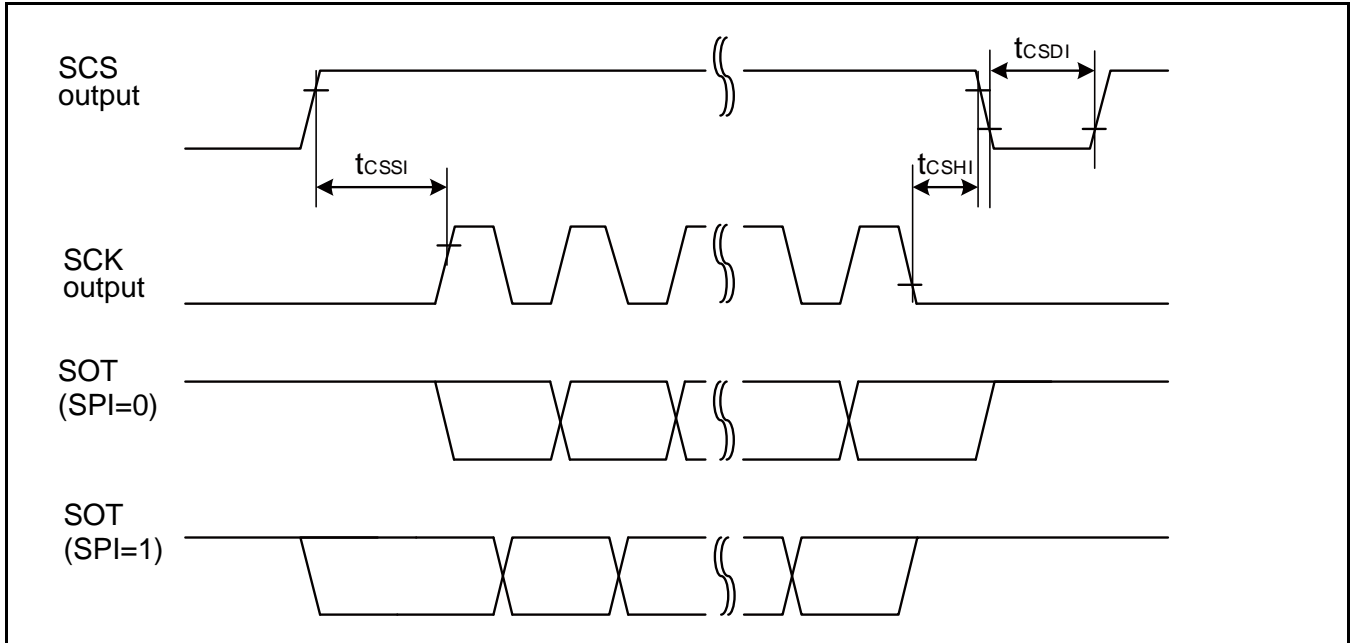 SCS
output
tCSDI
tCSSI
tCSHI
SCK
output
SOT
(SPI=0)
SOT
(SPI=1)